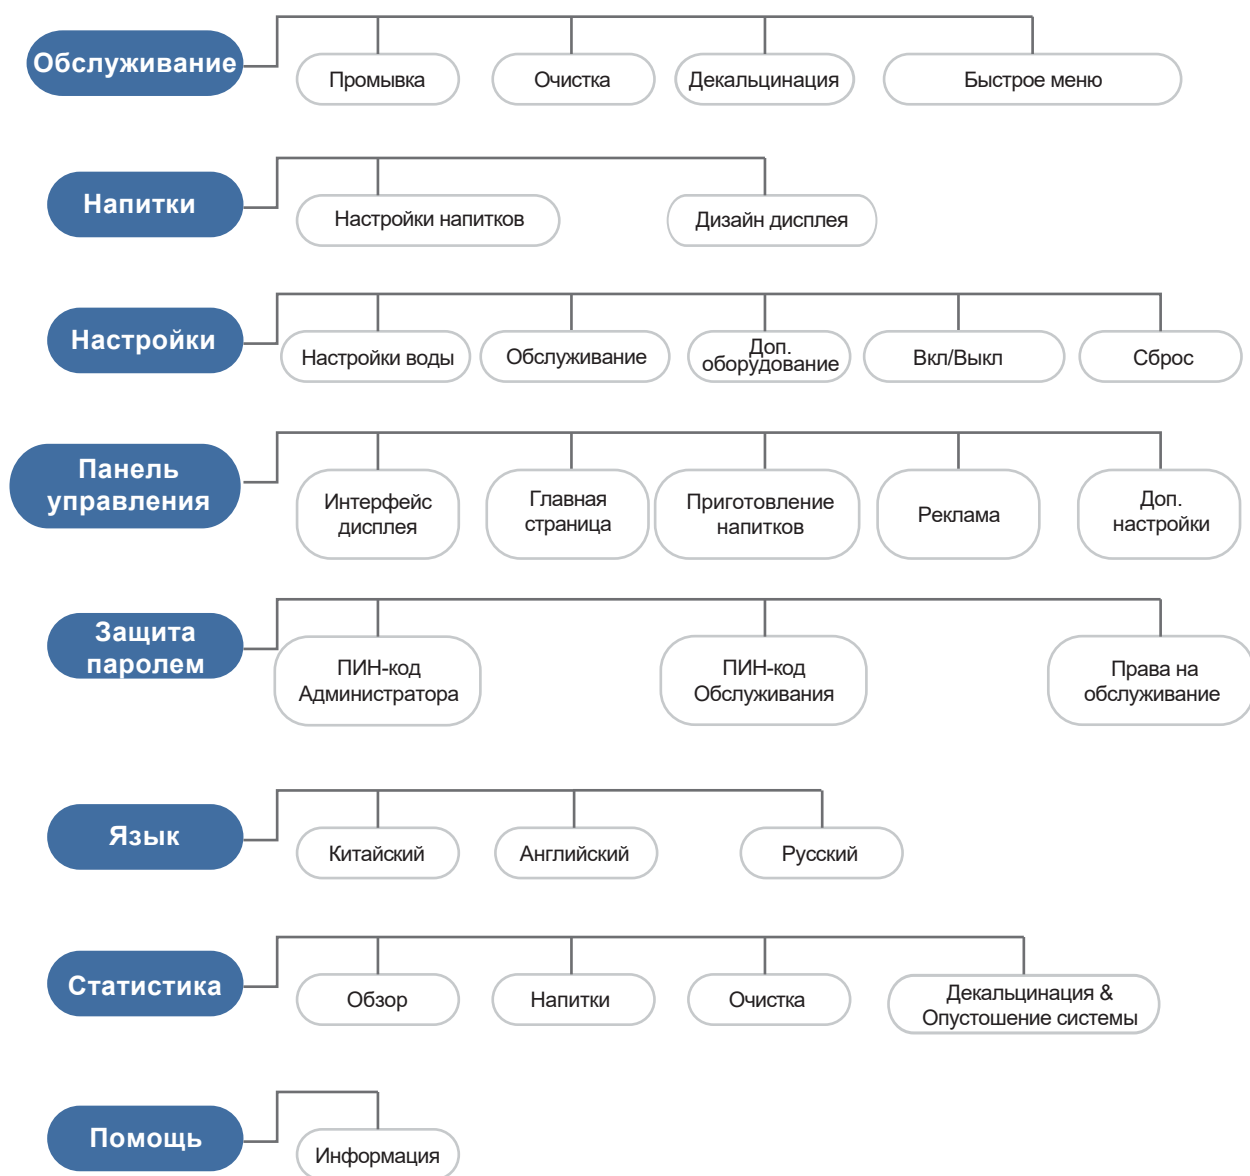 Обслуживание
Промывка
Очистка
Декальцинация
Быстрое меню
Напитки
Настройки напитков
Дизайн дисплея
Настройки
Настройки воды
Обслуживание
Доп.
оборудование
Вкл/Выкл
Сброс
Панель
управления
Интерфейс
дисплея
Главная
страница
Приготовление
напитков
Реклама
Доп.
настройки
Защита
паролем
ПИН-код
Администратора
ПИН-код
Обслуживания
Права на
обслуживание
Язык
Китайский
Английский
Русский
Статистика
Обзор
Напитки
Очистка
Декальцинация &
Опустошение системы
Помощь
Информация